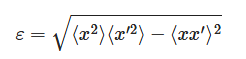 ε = √⟨x²⟩⟨x′²⟩ − ⟨xx′⟩²